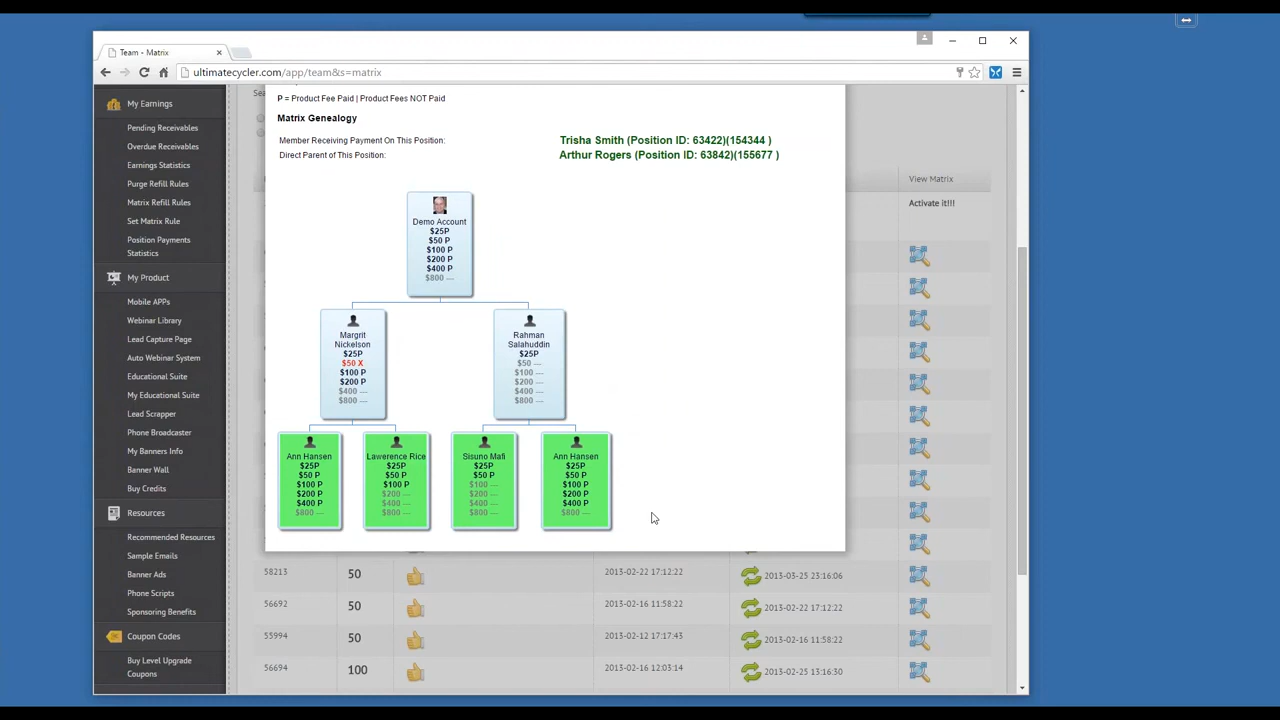 Team - Matrix
ultimatecycler.com/app/team&s=matrix
My Earnings
Pending Receivables
Overdue Receivables
Earnings Statistics
Purge Refill Rules
Matrix Refill Rules
Set Matrix Rule
Position Payments
Statistics
My Product
Mobile APPs
Webinar Library
Lead Capture Page
Auto Webinar System
Educational Suite
My Educational Suite
Lead Scrapper
Phone Broadcaster
My Banners Info
Banner Wall
Buy Credits
Resources
Recommended Resources
Sample Emails
Banner Ads
Phone Scripts
Sponsoring Benefits
Coupon Codes
Buy Level Upgrade
Coupons
P = Product Fee Paid | Product Fees NOT Paid
Matrix Genealogy
Member Receiving Payment On This Position: Trisha Smith (Position ID: 63422)(154344 )
Direct Parent of This Position: Arthur Rogers (Position ID: 63842)(155677 )
Demo Account
$25P
$50 P
$100 P
$200 P
$400 P
$800 ---
Margrit
Nickelson
$25P
$50 X
$100 P
$200 P
$400 ---
$800 ---
Rahman
Salahuddin
$25P
$50 ---
$100 ---
$200 ---
$400 ---
$800 ---
Ann Hansen
$25P
$50 P
$100 P
$200 P
$400 P
$800 ---
Lawerence Rice
$25P
$50 P
$100 P
$200 ---
$400 ---
$800 ---
Sisuno Mafi
$25P
$50 P
$100 ---
$200 ---
$400 ---
$800 ---
Ann Hansen
$25P
$50 P
$100 P
$200 P
$400 P
$800 ---
View Matrix
Activate it!!!
58213 50 2013-02-22 17:12:22 2013-03-25 23:16:06
56692 50 2013-02-16 11:58:22 2013-02-22 17:12:22
55994 50 2013-02-12 17:17:43 2013-02-16 11:58:22
56694 100 2013-02-16 12:03:14 2013-02-25 13:16:30